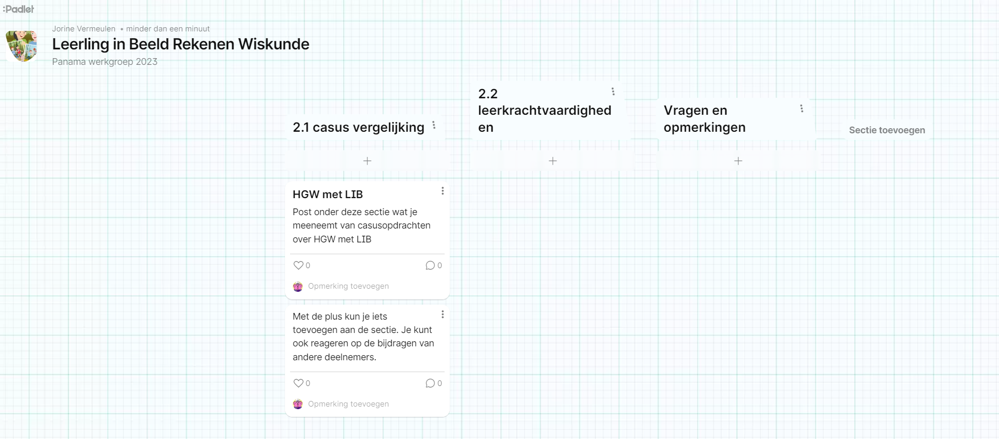 :Padlet
Jorine Vermeulen • minder dan een minuut
Leerling in Beeld Rekenen Wiskunde
Panama werkgroep 2023
2.1 casus vergelijking
2.2
leerkrachtvaardighed
en
Vragen en
opmerkingen
Sectie toevoegen
HGW met LIB
Post onder deze sectie wat je
meeneemt van casusopdrachten
over HGW met LIB
0 0
Opmerking toevoegen
Met de plus kun je iets
toevoegen aan de sectie. Je kunt
ook reageren op de bijdragen van
andere deelnemers.
0 0
Opmerking toevoegen